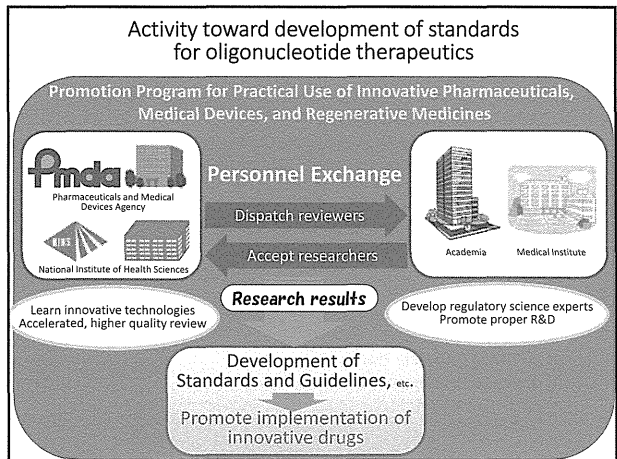 Activity toward development of standards
for oligonucleotide therapeutics
Promotion Program for Practical Use of Innovative Pharmaceuticals,
Medical Devices, and Regenerative Medicines
Pmda
Pharmaceuticals and Medical
Devices Agency
NIHS
National Institute of Health Sciences
Personnel Exchange
Dispatch reviewers
Accept researchers
Academia
Medical Institute
Research results
Learn innovative technologies
Accelerated, higher quality review
Develop regulatory science experts
Promote proper R&D
Development of
Standards and Guidelines, etc.
Promote implementation of
innovative drugs